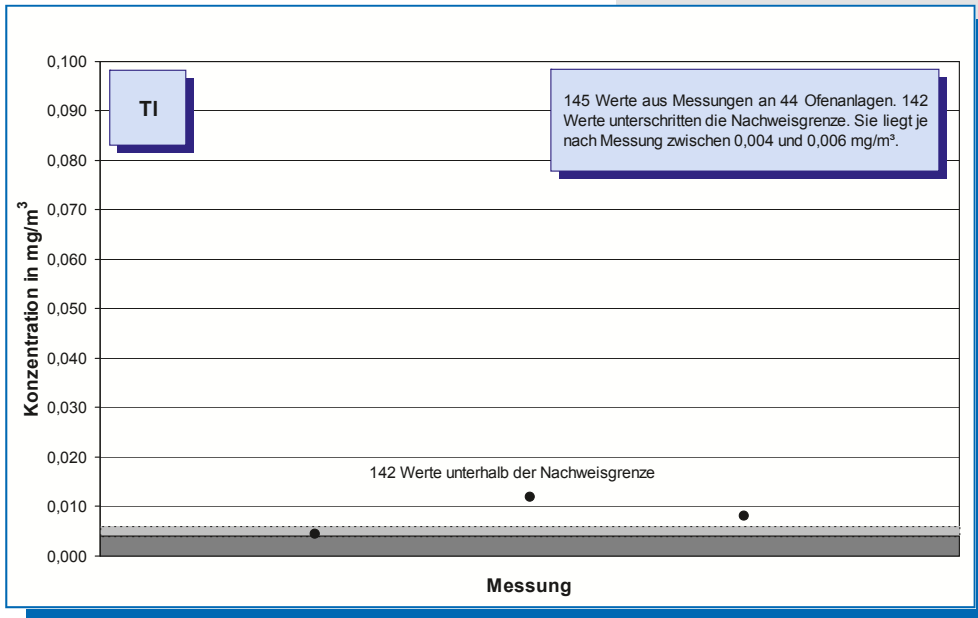 Tl
145 Werte aus Messungen an 44 Ofenanlagen. 142
Werte unterschritten die Nachweisgrenze. Sie liegt je
nach Messung zwischen 0,004 und 0,006 mg/m³.
Konzentration in mg/m³
0,100
0,090
0,080
0,070
0,060
0,050
0,040
0,030
0,020
0,010
0,000
142 Werte unterhalb der Nachweisgrenze
Messung